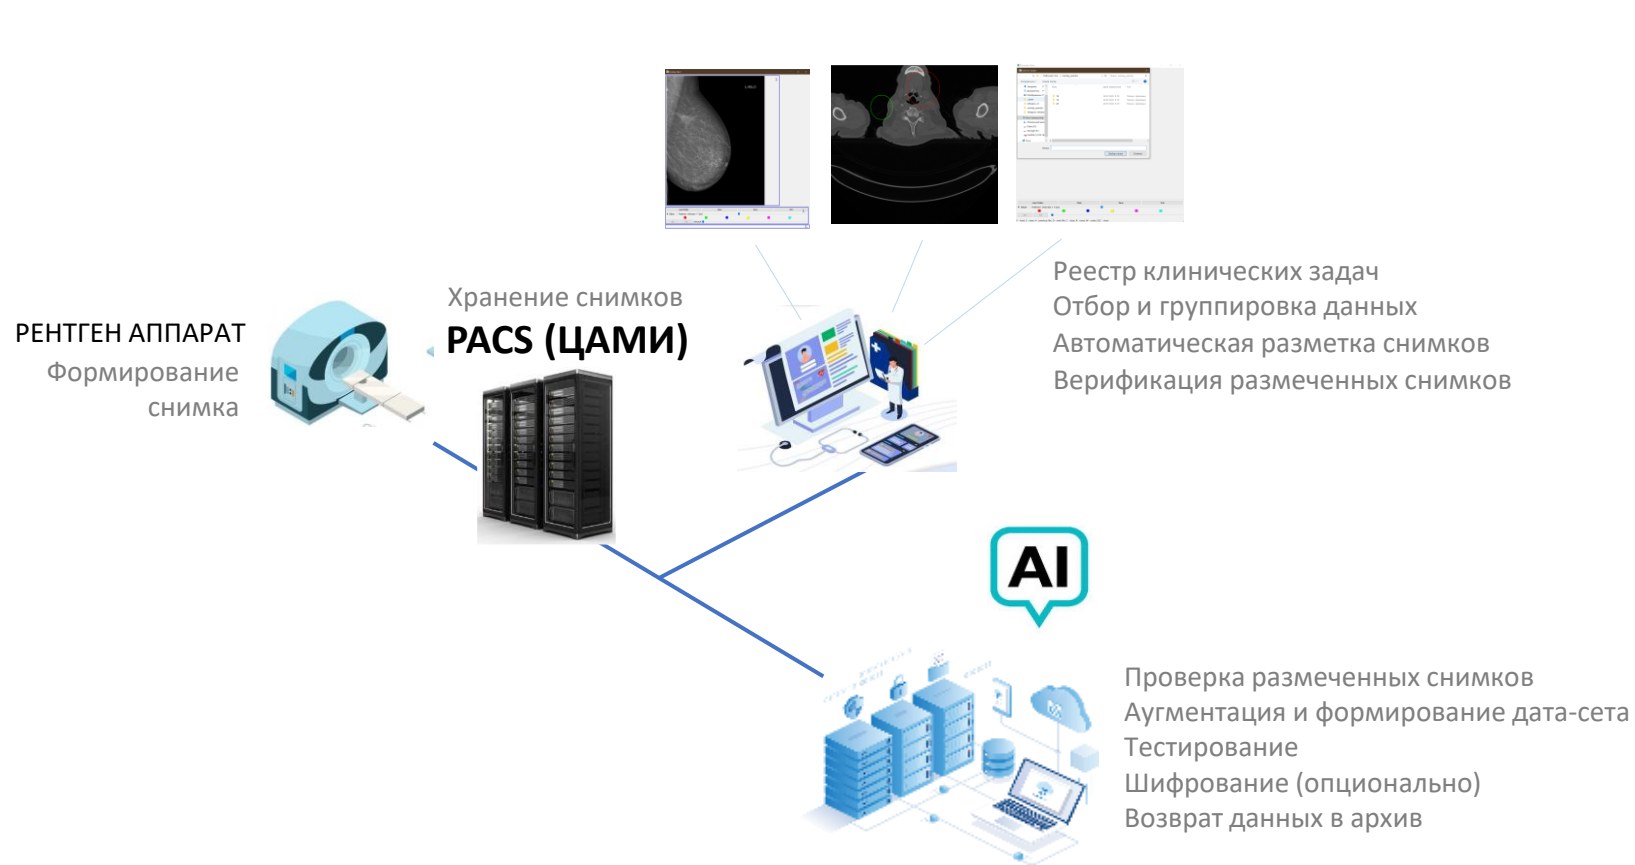 РЕНТГЕН АППАРАТ
Формирование
снимка
Хранение снимков
PACS (ЦАМИ)
Реестр клинических задач
Отбор и группировка данных
Автоматическая разметка снимков
Верификация размеченных снимков
AI
Проверка размеченных снимков
Аугментация и формирование дата-сета
Тестирование
Шифрование (опционально)
Возврат данных в архив